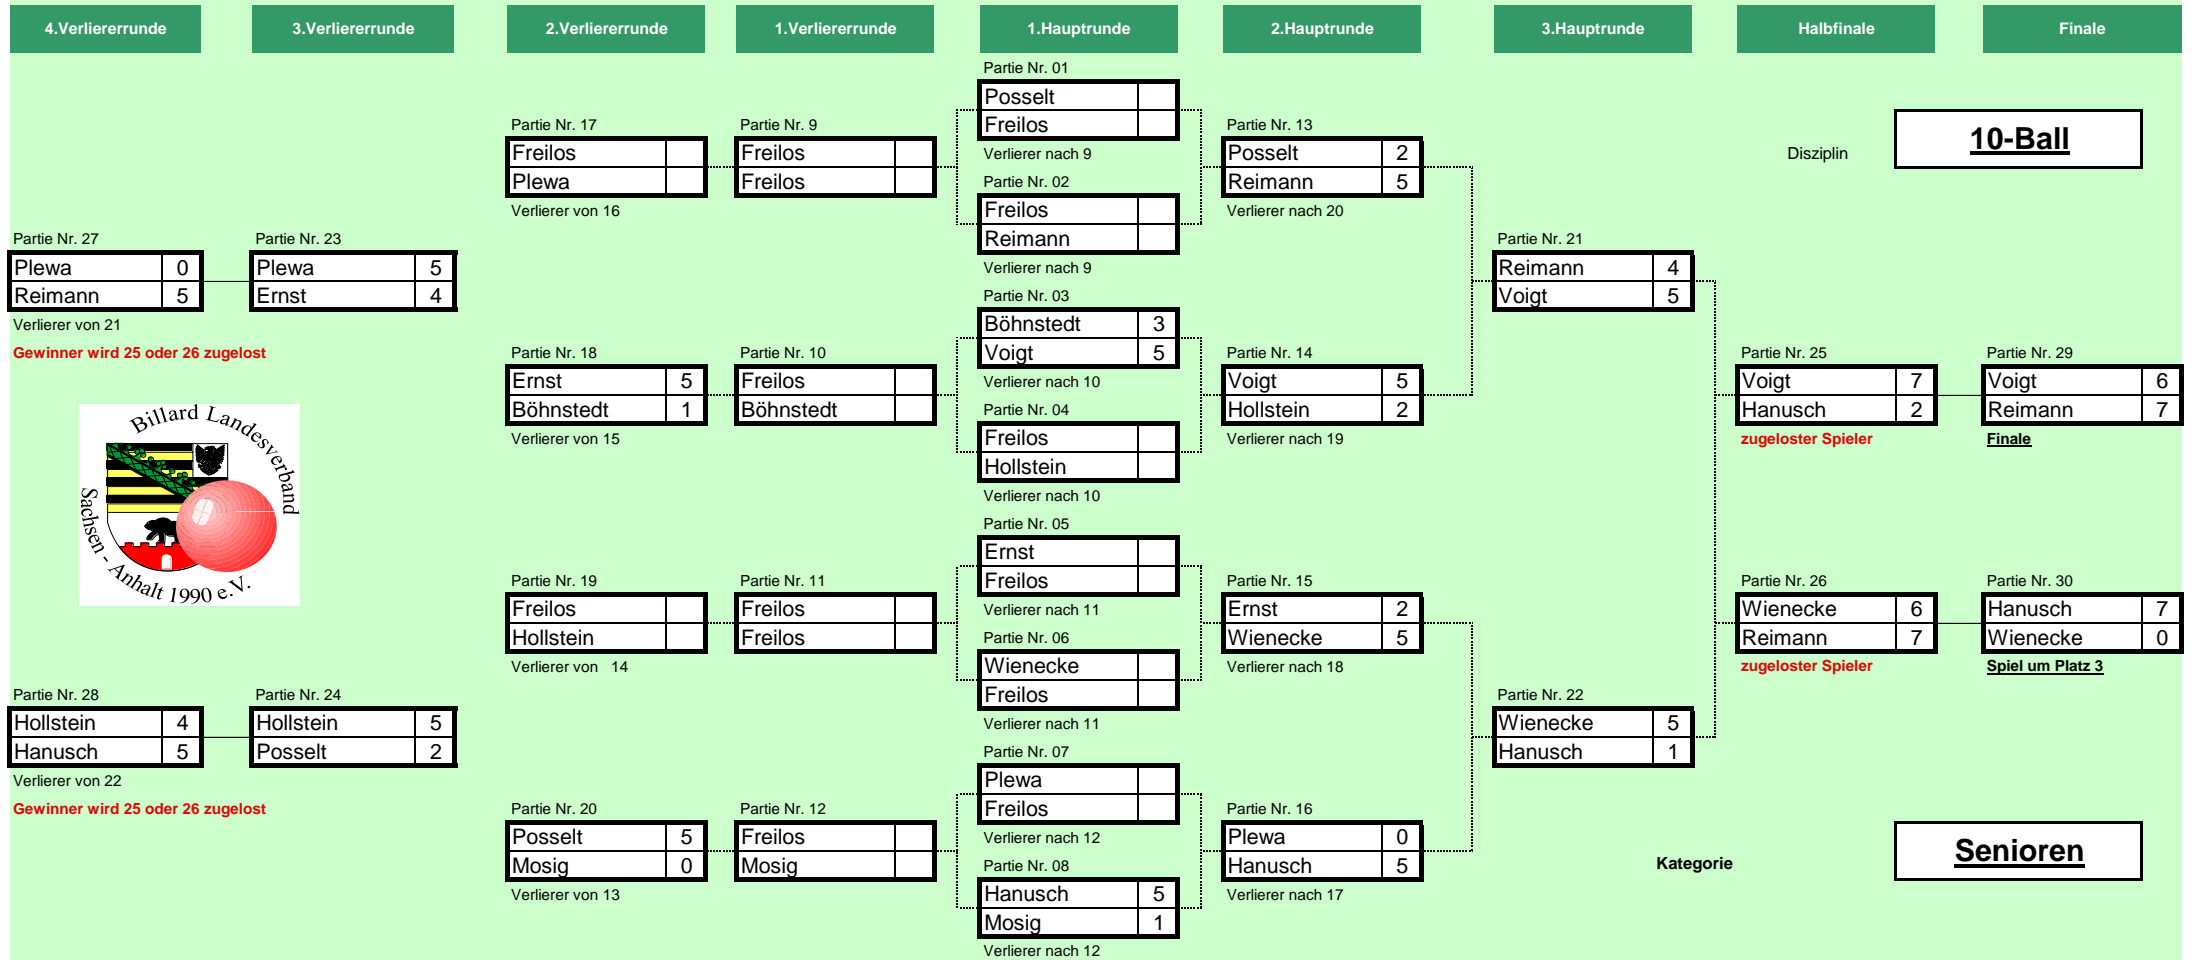 4.Verliererrunde 3.Verliererrunde 2.Verliererrunde 1.Verliererrunde 1.Hauptrunde 2.Hauptrunde 3.Hauptrunde Halbfinale Finale
Partie Nr. 01
Posselt
Freilos
Verlierer nach 9
Partie Nr. 17
Freilos
Plewa
Verlierer von 16
Partie Nr. 9
Freilos
Freilos
Partie Nr. 13
Posselt 2
Reimann 5
Verlierer nach 20
Disziplin
10-Ball
Partie Nr. 02
Freilos
Reimann
Verlierer nach 9
Partie Nr. 27
Plewa 0
Reimann 5
Verlierer von 21
Gewinner wird 25 oder 26 zugelost
Partie Nr. 23
Plewa 5
Ernst 4
Partie Nr. 21
Reimann 4
Voigt 5
Partie Nr. 03
Böhnstedt 3
Voigt 5
Verlierer nach 10
Partie Nr. 18
Ernst 5
Böhnstedt 1
Verlierer von 15
Partie Nr. 10
Freilos
Böhnstedt
Partie Nr. 14
Voigt 5
Hollstein 2
Verlierer nach 19
Partie Nr. 25
Voigt 7
Hanusch 2
zugeloster Spieler
Partie Nr. 29
Voigt 6
Reimann 7
Finale
Partie Nr. 04
Freilos
Hollstein
Verlierer nach 10
Billard Landesverband
Sachsen - Anhalt 1990 e.V.
Partie Nr. 05
Ernst
Freilos
Verlierer nach 11
Partie Nr. 19
Freilos
Hollstein
Verlierer von 14
Partie Nr. 11
Freilos
Freilos
Partie Nr. 15
Ernst 2
Wienecke 5
Verlierer nach 18
Partie Nr. 26
Wienecke 6
Reimann 7
zugeloster Spieler
Partie Nr. 30
Hanusch 7
Wienecke 0
Spiel um Platz 3
Partie Nr. 06
Wienecke
Freilos
Verlierer nach 11
Partie Nr. 28
Hollstein 4
Hanusch 5
Verlierer von 22
Gewinner wird 25 oder 26 zugelost
Partie Nr. 24
Hollstein 5
Posselt 2
Partie Nr. 22
Wienecke 5
Hanusch 1
Partie Nr. 07
Plewa
Freilos
Verlierer nach 12
Partie Nr. 20
Posselt 5
Mosig 0
Verlierer von 13
Partie Nr. 12
Freilos
Mosig
Partie Nr. 16
Plewa 0
Hanusch 5
Verlierer nach 17
Kategorie
Senioren
Partie Nr. 08
Hanusch 5
Mosig 1
Verlierer nach 12